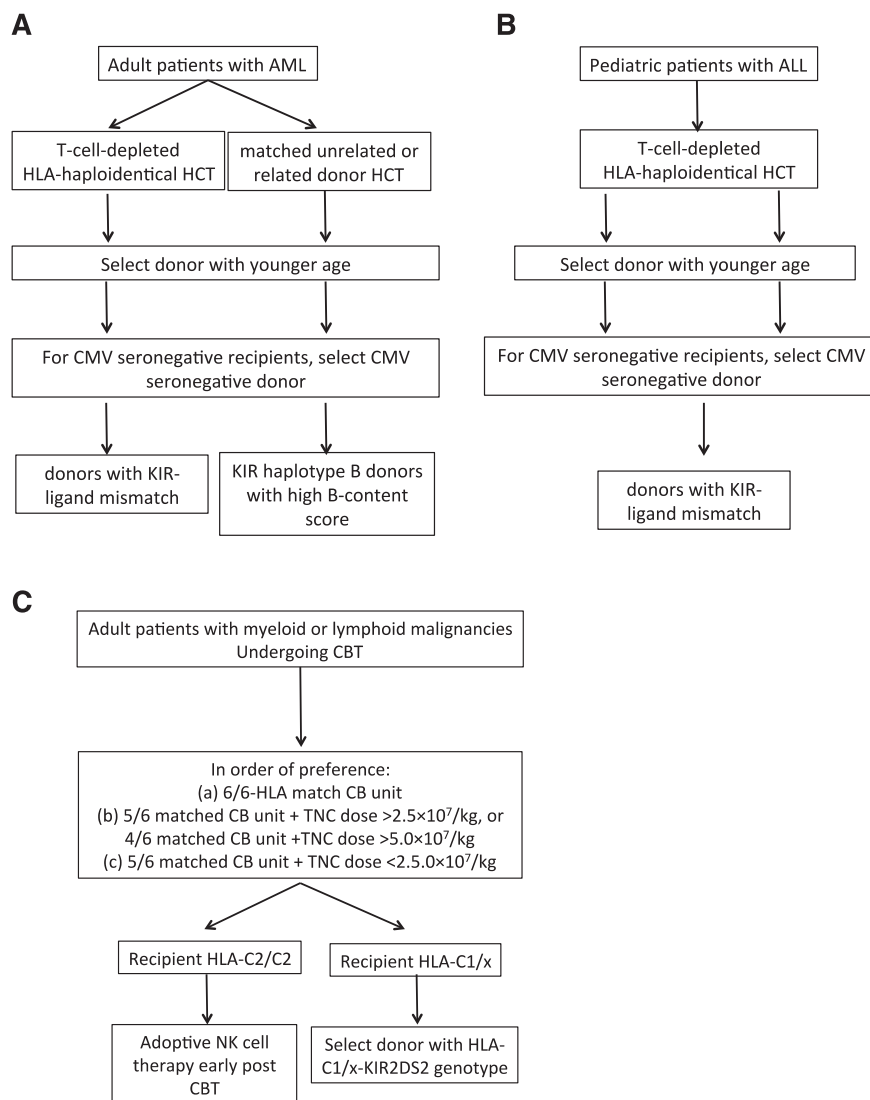 A
Adult patients with AML
T-cell-depleted
HLA-haploidentical HCT
matched unrelated or
related donor HCT
Select donor with younger age
For CMV seronegative recipients, select CMV
seronegative donor
donors with KIR-
ligand mismatch
KIR haplotype B donors
with high B-content
score
B
Pediatric patients with ALL
T-cell-depleted
HLA-haploidentical HCT
Select donor with younger age
For CMV seronegative recipients, select CMV
seronegative donor
donors with KIR-
ligand mismatch
C
Adult patients with myeloid or lymphoid malignancies
Undergoing CBT
In order of preference:
(a) 6/6-HLA match CB unit
(b) 5/6 matched CB unit + TNC dose >2.5×10⁷/kg, or
4/6 matched CB unit +TNC dose >5.0×10⁷/kg
(c) 5/6 matched CB unit + TNC dose <2.5.0×10⁷/kg
Recipient HLA-C2/C2
Recipient HLA-C1/x
Adoptive NK cell
therapy early post
CBT
Select donor with HLA-
C1/x-KIR2DS2 genotype